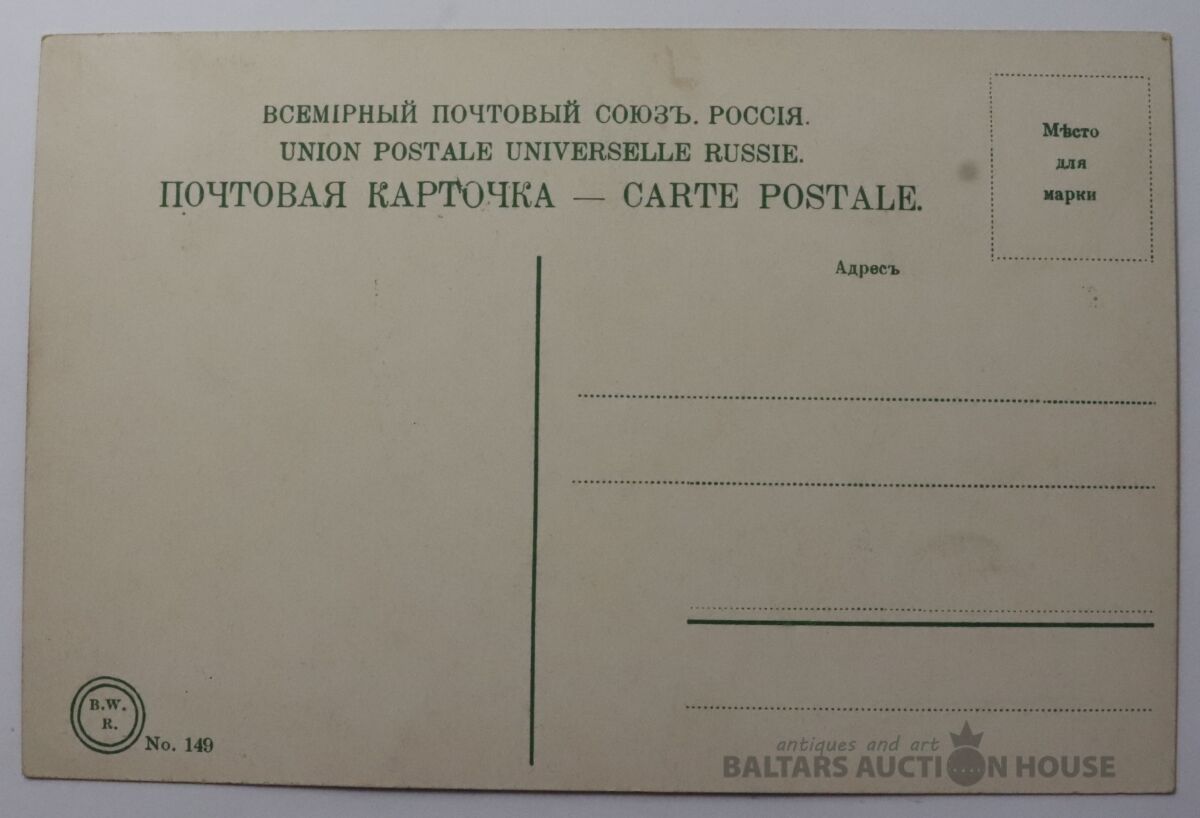 ВСЕМІРНЫЙ ПОЧТОВЫЙ СОЮЗЪ. РОССІЯ.
UNION POSTALE UNIVERSELLE RUSSIE.
ПОЧТОВАЯ КАРТОЧКА — CARTE POSTALE.
Мѣсто
для
марки
Адресъ
B.W.
R.
No. 149
antiques and art
BALTARS AUCTION HOUSE